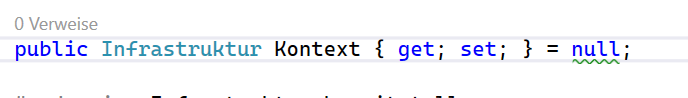 0 Verweise
public Infrastruktur Kontext { get; set; } = null;